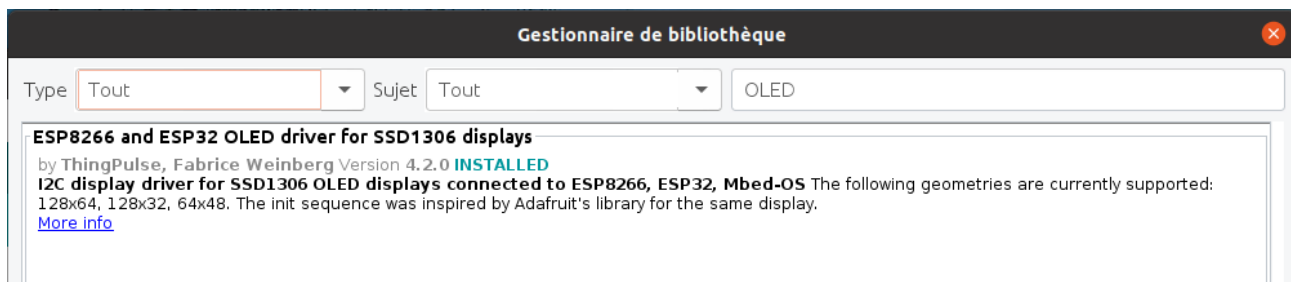 Gestionnaire de bibliothèque
Type Tout Sujet Tout OLED
ESP8266 and ESP32 OLED driver for SSD1306 displays
by ThingPulse, Fabrice Weinberg Version 4.2.0 INSTALLED
I2C display driver for SSD1306 OLED displays connected to ESP8266, ESP32, Mbed-OS The following geometries are currently supported:
128x64, 128x32, 64x48. The init sequence was inspired by Adafruit's library for the same display.
More info